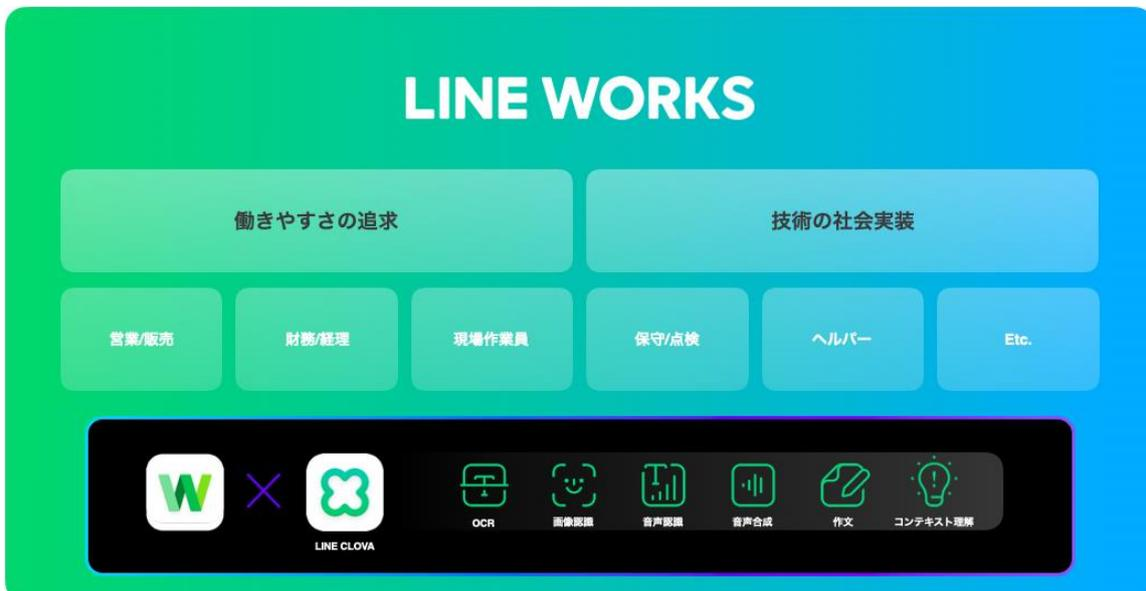 LINE WORKS
働きやすさの追求
技術の社会実装
営業/販売
財務/経理
現場作業員
保守/点検
ヘルパー
Etc.
W
LINE CLOVA
OCR
画像認識
音声認識
音声合成
作文
コンテキスト理解